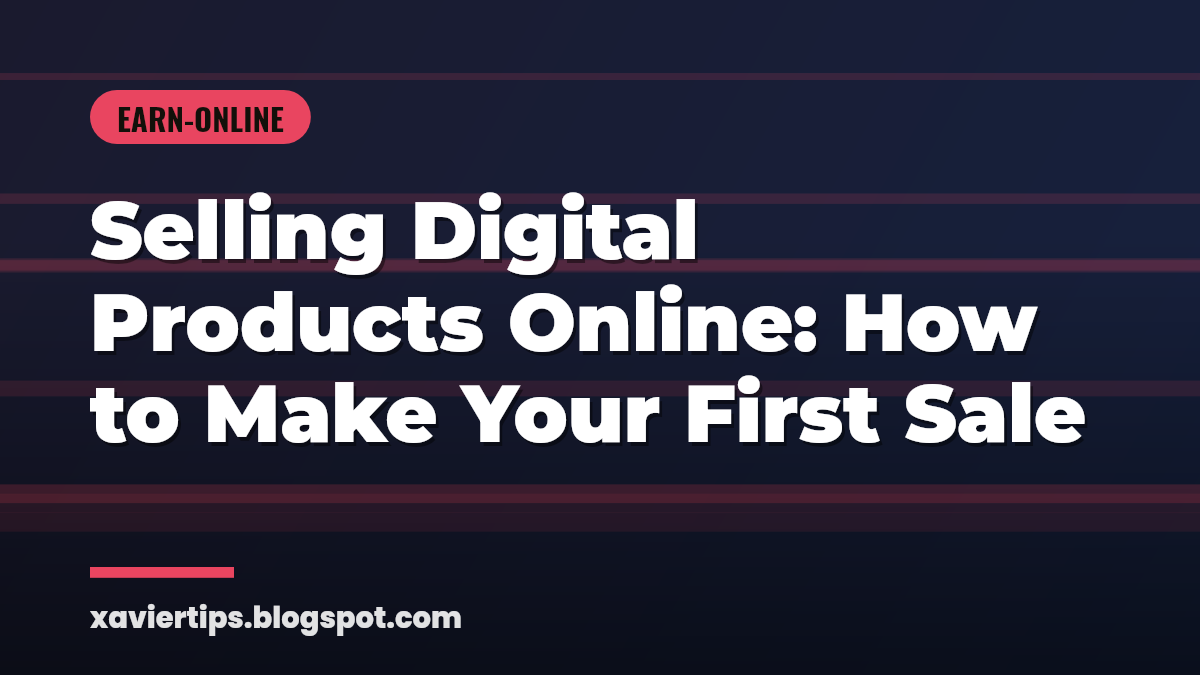 EARN-ONLINE
Selling Digital
Products Online: How
to Make Your First Sale
xaviertips.blogspot.com